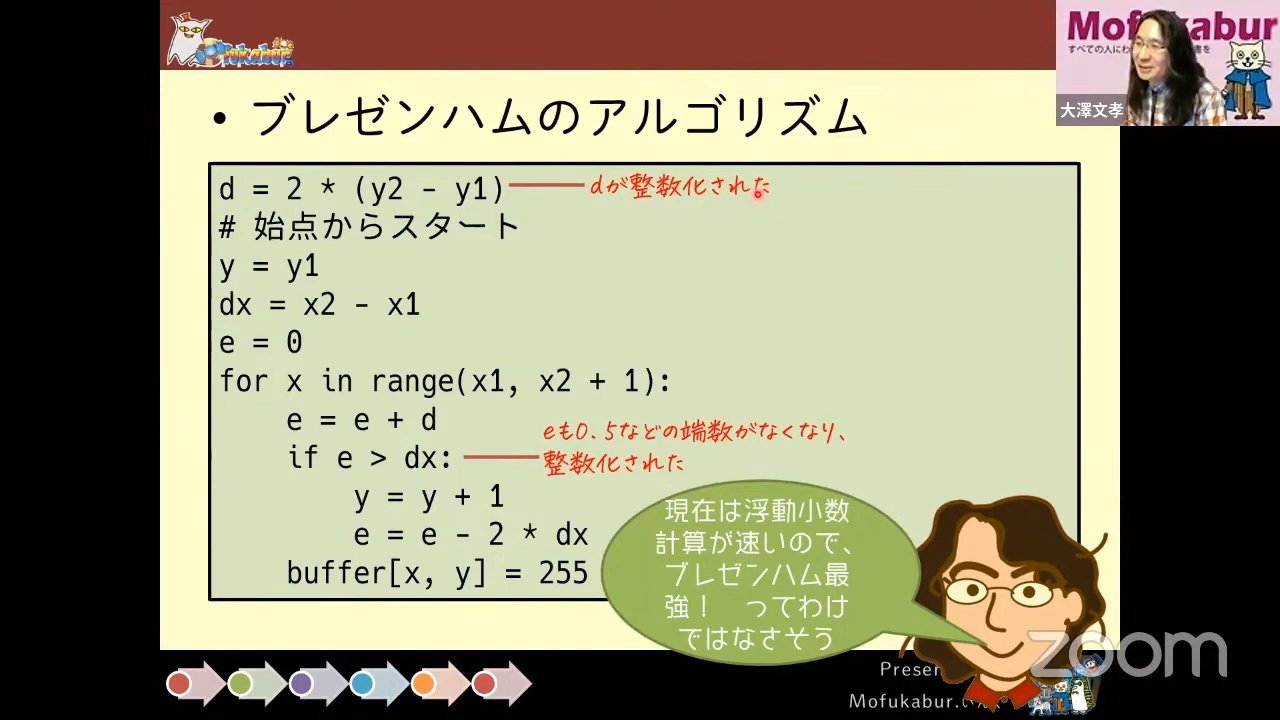 Mofukabur
Mofukabur
すべての人に
大澤文孝
• ブレゼンハムのアルゴリズム
d = 2 * (y2 - y1)
dが整数化された
# 始点からスタート
y = y1
dx = x2 - x1
e = 0
for x in range(x1, x2 + 1):
e = e + d
eも0.5などの端数がなくなり、
if e > dx:
整数化された
y = y + 1
e = e - 2 * dx
buffer[x, y] = 255
現在は浮動小数
計算が速いので、
ブレゼンハム最
強！ ってわけ
ではなさそう
zoom
Presen
Mofukabur.